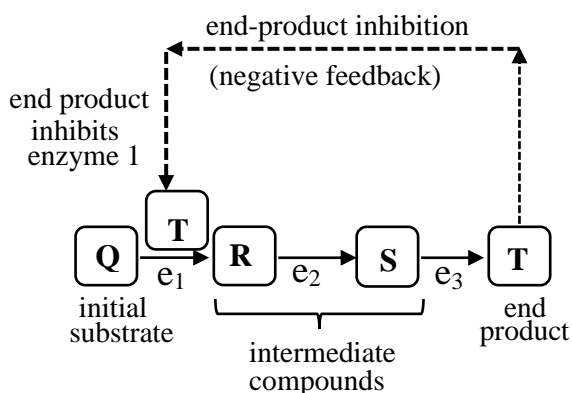 end-product inhibition
(negative feedback)
end product
inhibits
enzyme 1
T
Q
e₁
R
e₂
S
e₃
T
initial
substrate
intermediate
compounds
end
product